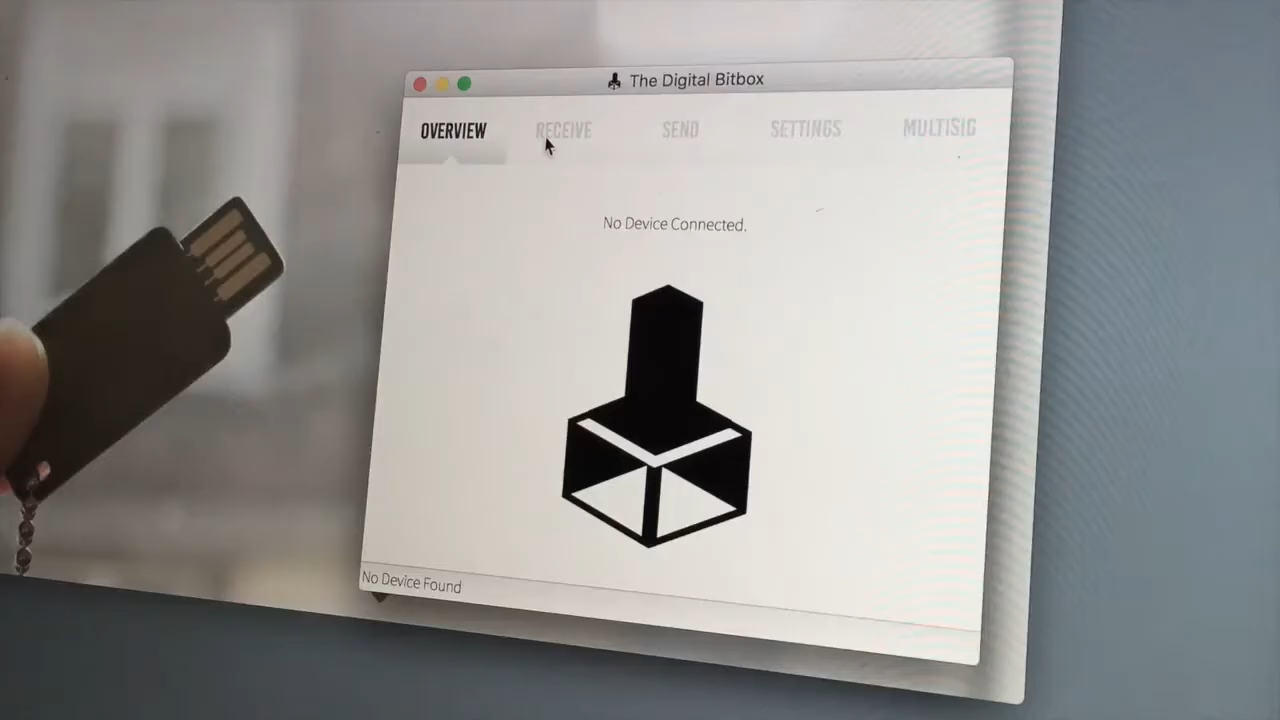 The Digital Bitbox
OVERVIEW
RECEIVE
SEND
SETTINGS
MULTISIG
No Device Connected.
No Device Found